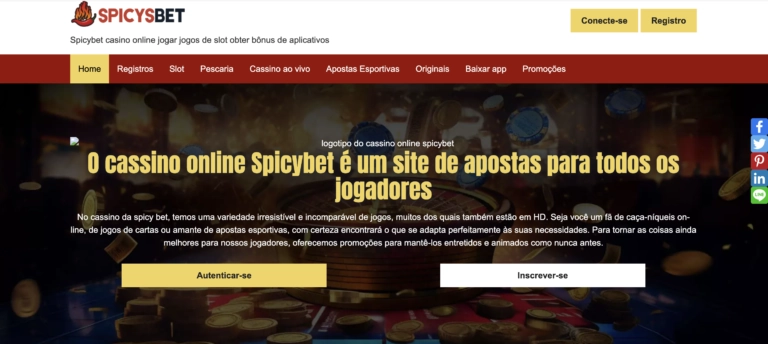 SPICYSBET
Conecte-se
Registro
Spicybet casino online jogar jogos de slot obter bônus de aplicativos
Home
Registros
Slot
Pescaria
Cassino ao vivo
Apostas Esportivas
Originais
Baixar app
Promoções
logotipo do cassino online spicybet
O cassino online Spicybet é um site de apostas para todos os
jogadores
No cassino da spicy bet, temos uma variedade irresistível e incomparável de jogos, muitos dos quais também estão em HD. Seja você um fã de caça-níqueis on-
line, de jogos de cartas ou amante de apostas esportivas, com certeza encontrará o que se adapta perfeitamente às suas necessidades. Para tornar as coisas ainda
melhores para nossos jogadores, oferecemos promoções para mantê-los entretidos e animados como nunca antes.
Autenticar-se
Inscrever-se
LINE